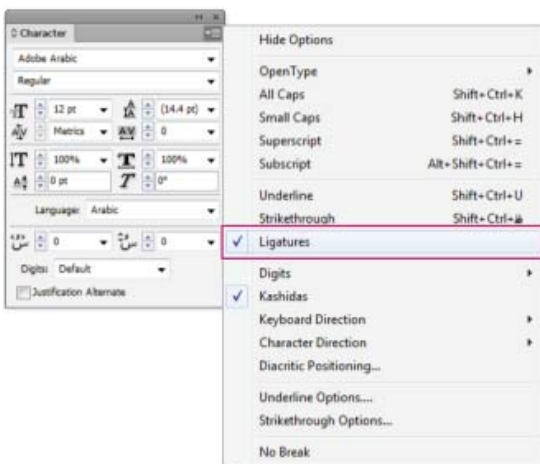 Character
Adobe Arabic
Regular
12 pt
(14.4 pt)
Metrics
0
100%
100%
0 pt
0°
Language: Arabic
0
0
Digits: Default
Justification Alternate
Hide Options
OpenType
All Caps Shift+Ctrl+K
Small Caps Shift+Ctrl+H
Superscript Shift+Ctrl+=
Subscript Alt+Shift+Ctrl+=
Underline Shift+Ctrl+U
Strikethrough Shift+Ctrl+
Ligatures
Digits
Kashidas
Keyboard Direction
Character Direction
Diacritic Positioning...
Underline Options....
Strikethrough Options...
No Break